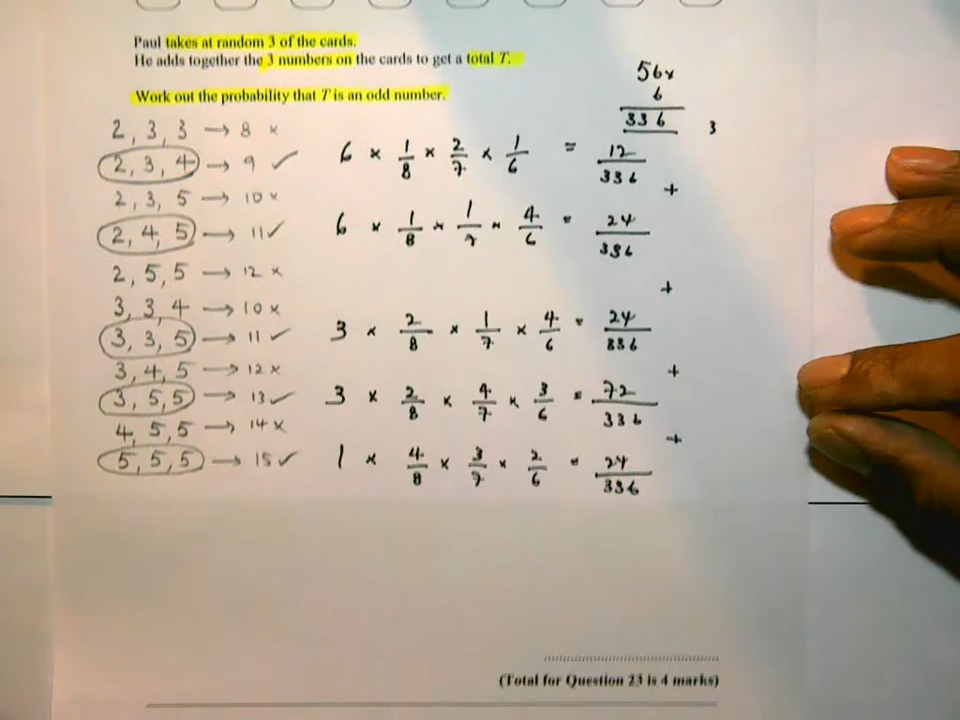 Paul takes at random 3 of the cards.
He adds together the 3 numbers on the cards to get a total T.
Work out the probability that T is an odd number.
56×
6
336
3
2, 3, 3 → 8 ×
2, 3, 4 → 9 ✓ 6 × 1/8 × 2/7 × 1/6 = 12/336
+
2, 3, 5 → 10 ×
2, 4, 5 → 11 ✓ 6 × 1/8 × 1/7 × 4/6 = 24/336
2, 5, 5 → 12 ×
+
3, 3, 4 → 10 ×
3, 3, 5 → 11 ✓ 3 × 2/8 × 1/7 × 4/6 = 24/336
3, 4, 5 → 12 ×
+
3, 5, 5 → 13 ✓ 3 × 2/8 × 4/7 × 3/6 = 72/336
4, 5, 5 → 14 ×
+
5, 5, 5 → 15 ✓ 1 × 4/8 × 3/7 × 2/6 = 24/336
(Total for Question 23 is 4 marks)